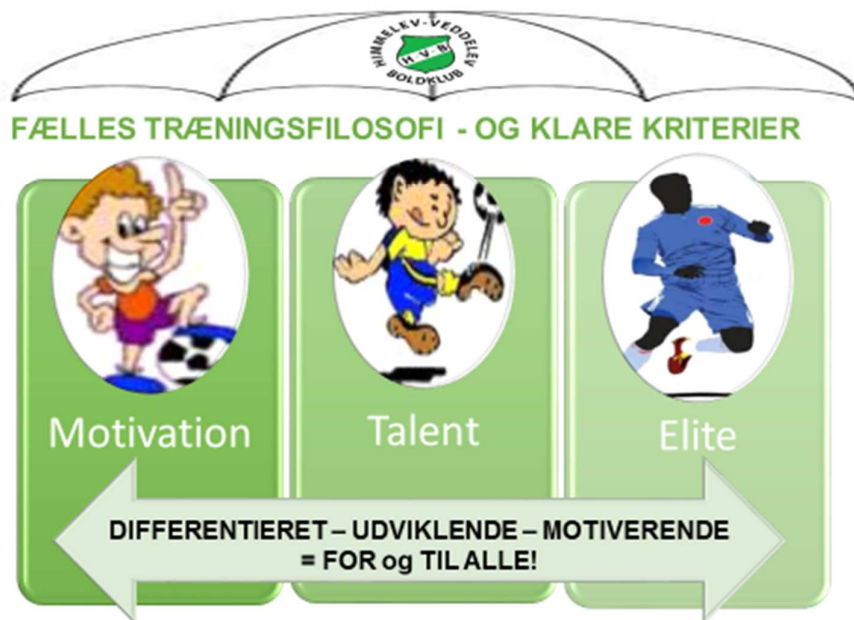 HIMMELEV-VEDDELEV
H-V-B
BOLDKLUB
FÆLLES TRÆNINGSFILOSOFI - OG KLARE KRITERIER
Motivation
Talent
Elite
DIFFERENTIERET – UDVIKLENDE – MOTIVERENDE
= FOR og TIL ALLE!